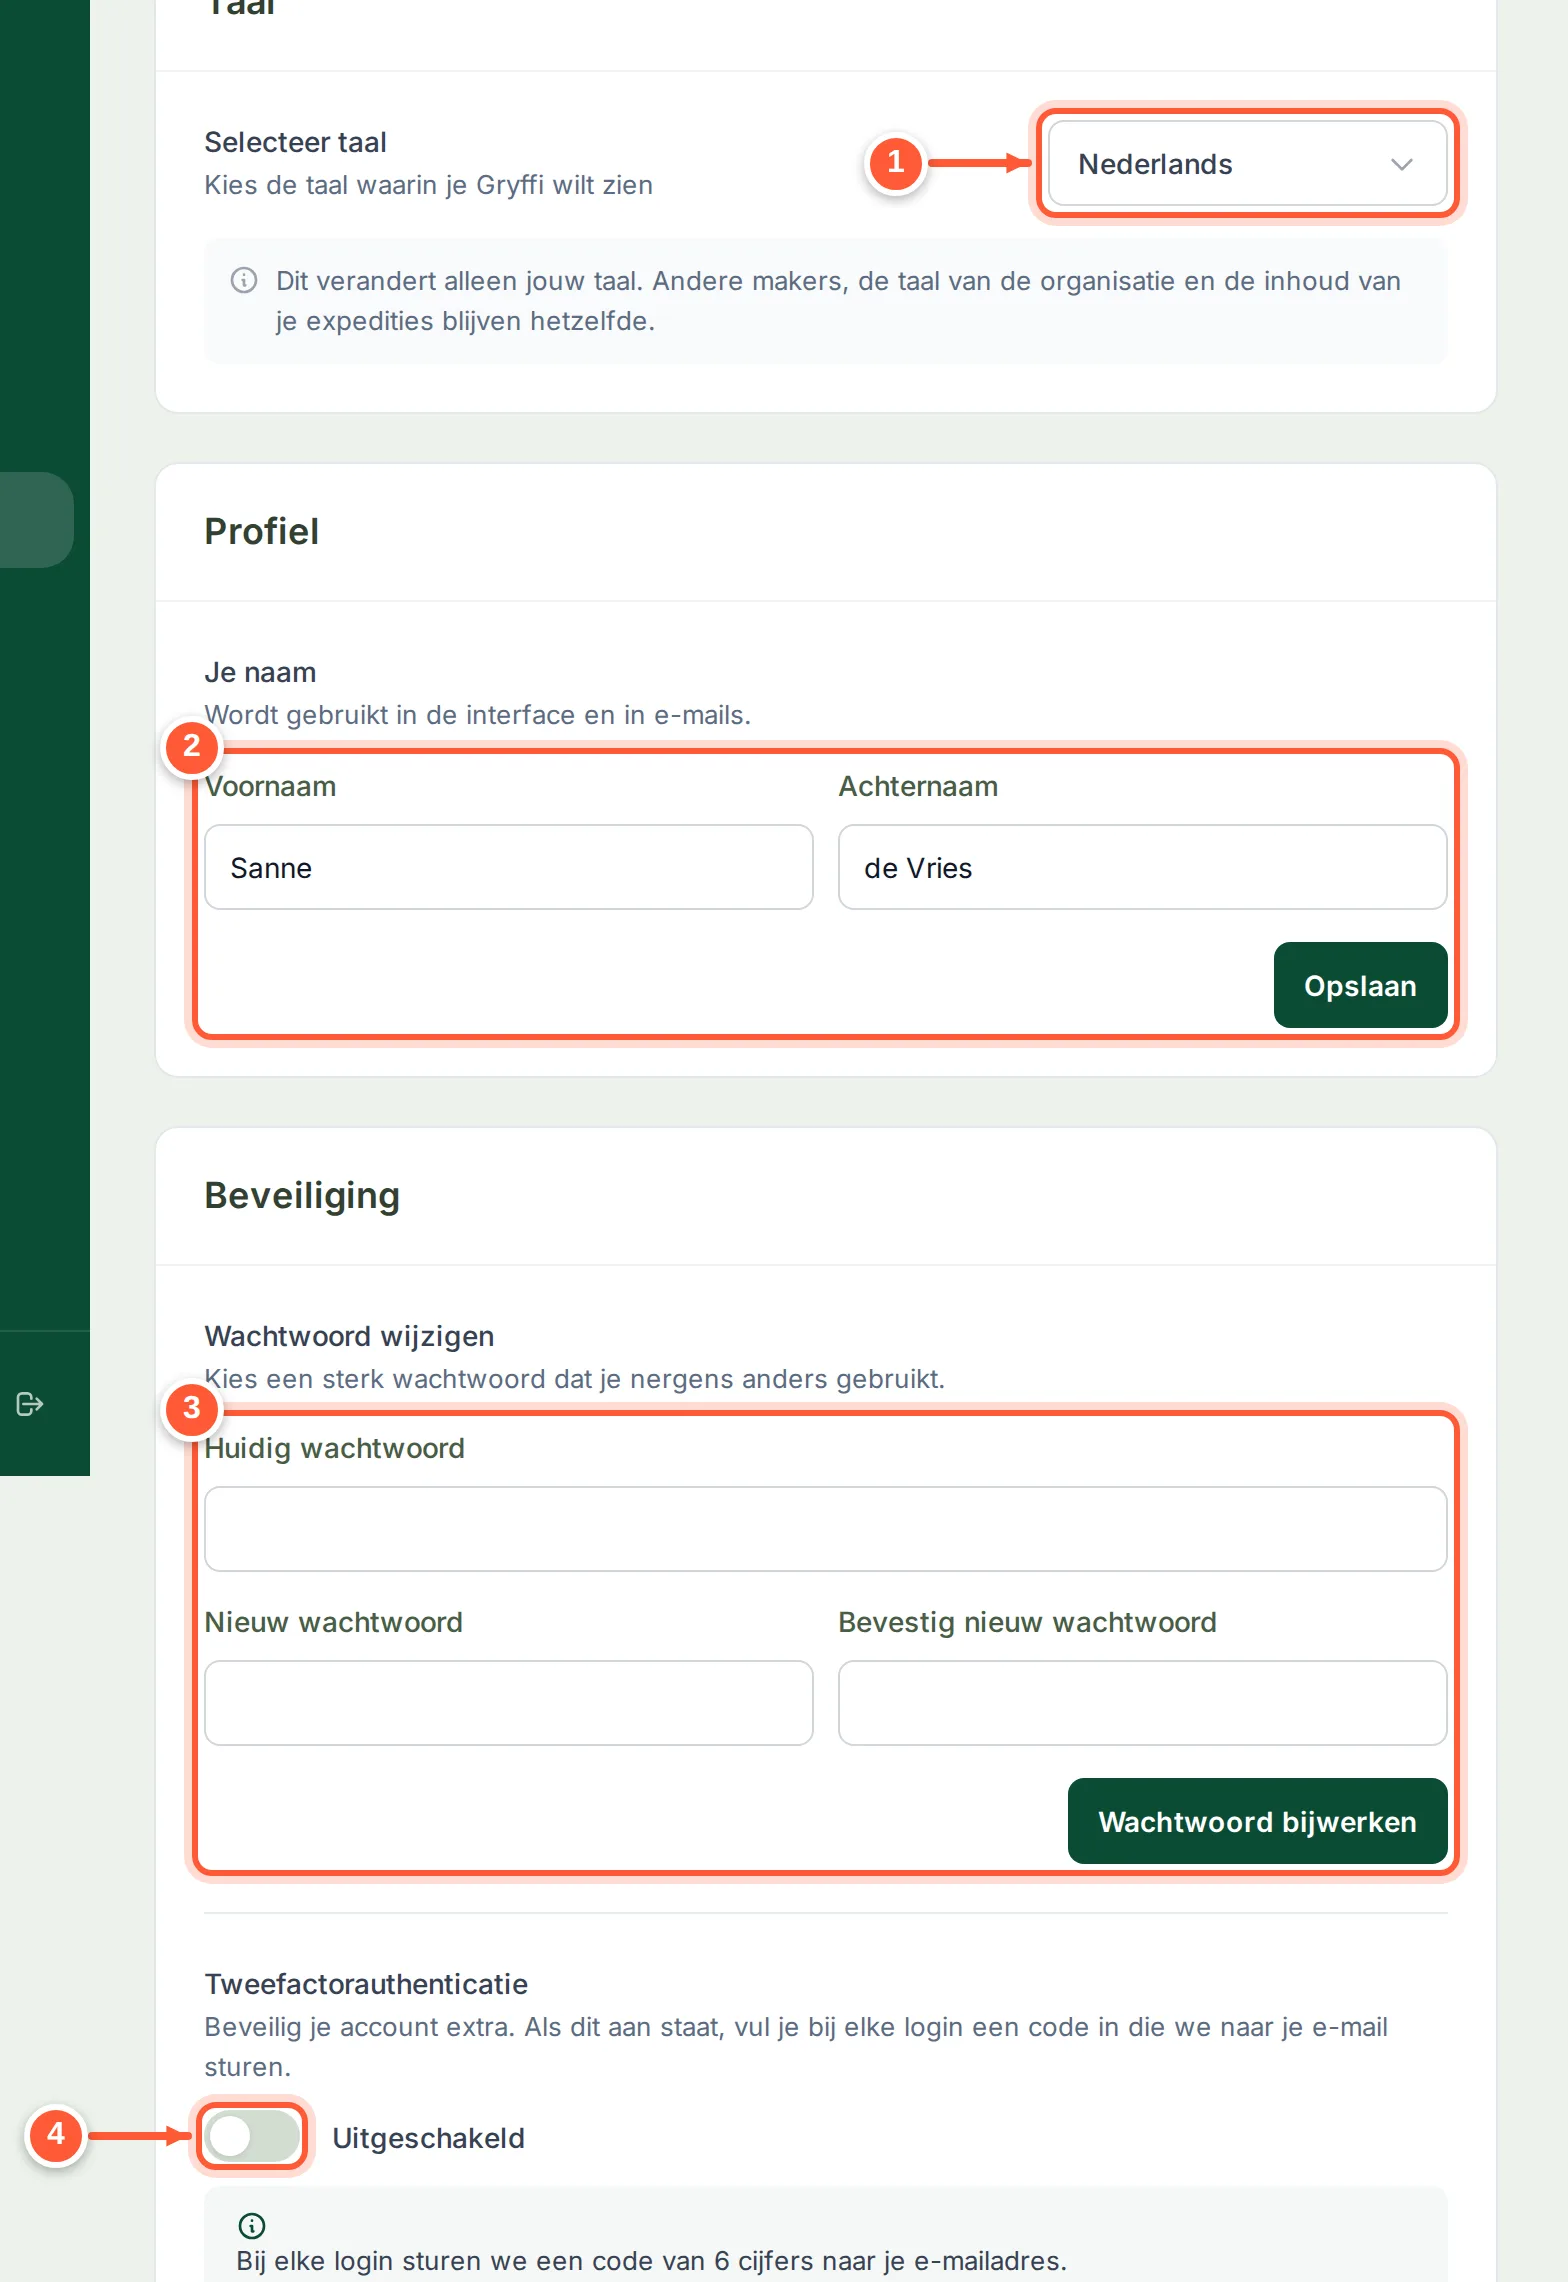 Taal
Selecteer taal
Kies de taal waarin je Gryffi wilt zien
1
Nederlands
Dit verandert alleen jouw taal. Andere makers, de taal van de organisatie en de inhoud van
je expedities blijven hetzelfde.
Profiel
Je naam
Wordt gebruikt in de interface en in e-mails.
2
Voornaam
Achternaam
Sanne
de Vries
Opslaan
Beveiliging
Wachtwoord wijzigen
Kies een sterk wachtwoord dat je nergens anders gebruikt.
3
Huidig wachtwoord
Nieuw wachtwoord
Bevestig nieuw wachtwoord
Wachtwoord bijwerken
Tweefactorauthenticatie
Beveilig je account extra. Als dit aan staat, vul je bij elke login een code in die we naar je e-mail
sturen.
4
Uitgeschakeld
Bij elke login sturen we een code van 6 cijfers naar je e-mailadres.